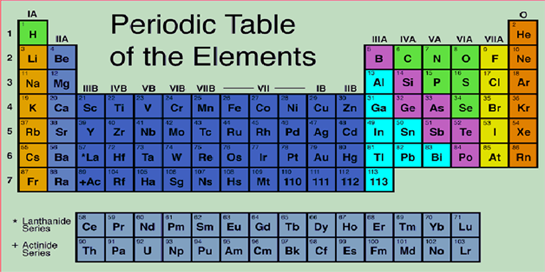 Periodic Table
of the Elements
IA IIA IIIB IVB VB VIB VIIB VII IB IIB IIIA IVA VA VIA VIIA O
1 H He
2 Li Be B C N O F Ne
3 Na Mg Al Si P S Cl Ar
4 K Ca Sc Ti V Cr Mn Fe Co Ni Cu Zn Ga Ge As Se Br Kr
5 Rb Sr Y Zr Nb Mo Tc Ru Rh Pd Ag Cd In Sn Sb Te I Xe
6 Cs Ba *La Hf Ta W Re Os Ir Pt Au Hg Tl Pb Bi Po At Rn
7 Fr Ra +Ac Rf Ha Sg Ns Hs Mt 110 111 112 113
* Lanthanide
Series
Ce Pr Nd Pm Sm Eu Gd Tb Dy Ho Er Tm Yb Lu
+ Actinide
Series
Th Pa U Np Pu Am Cm Bk Cf Es Fm Md No Lr